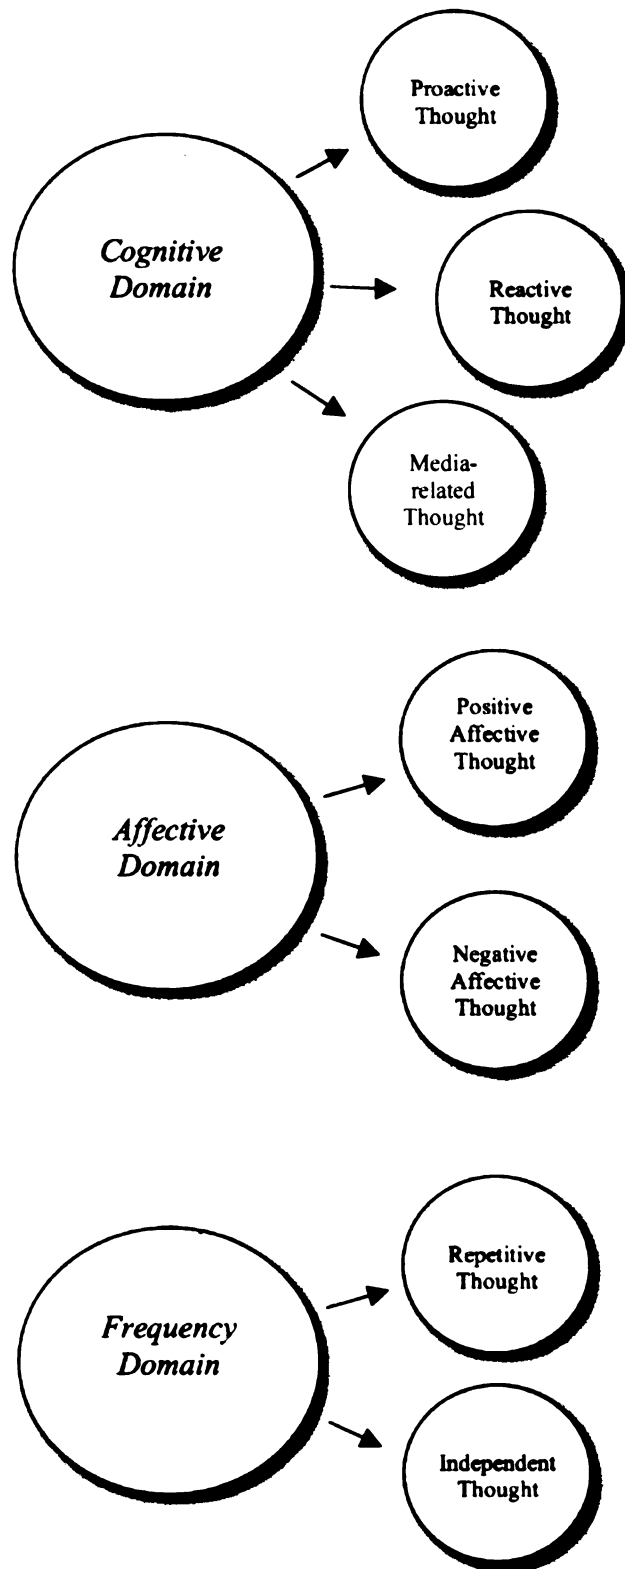 Proactive
Thought
Cognitive
Domain
Reactive
Thought
Media-
related
Thought
Positive
Affective
Thought
Affective
Domain
Negative
Affective
Thought
Repetitive
Thought
Frequency
Domain
Independent
Thought